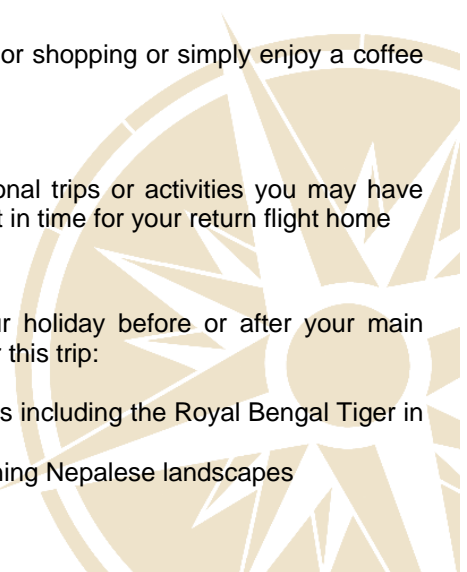 or shopping or simply enjoy a coffee
onal trips or activities you may have
t in time for your return flight home
ur holiday before or after your main
this trip:
s including the Royal Bengal Tiger in
ning Nepalese landscapes